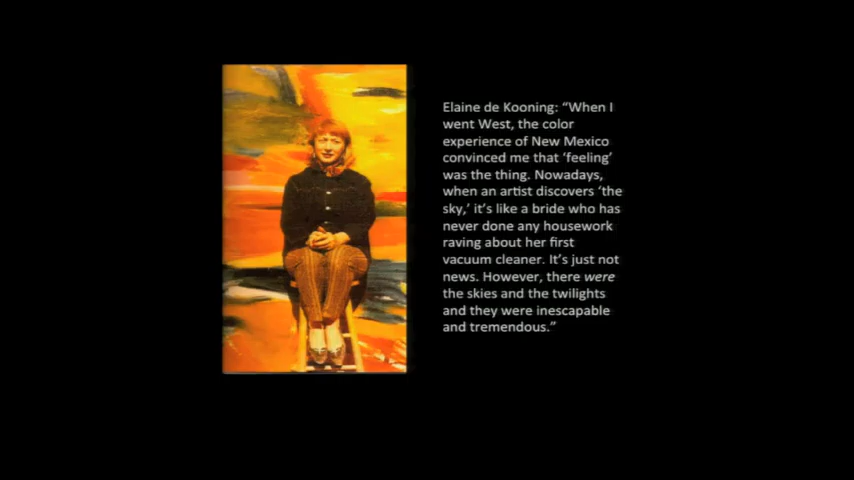 Elaine de Kooning: “When I
went West, the color
experience of New Mexico
convinced me that ‘feeling’
was the thing. Nowadays,
when an artist discovers ‘the
sky,’ it’s like a bride who has
never done any housework
raving about her first
vacuum cleaner. It’s just not
news. However, there were
the skies and the twilights
and they were inescapable
and tremendous.”